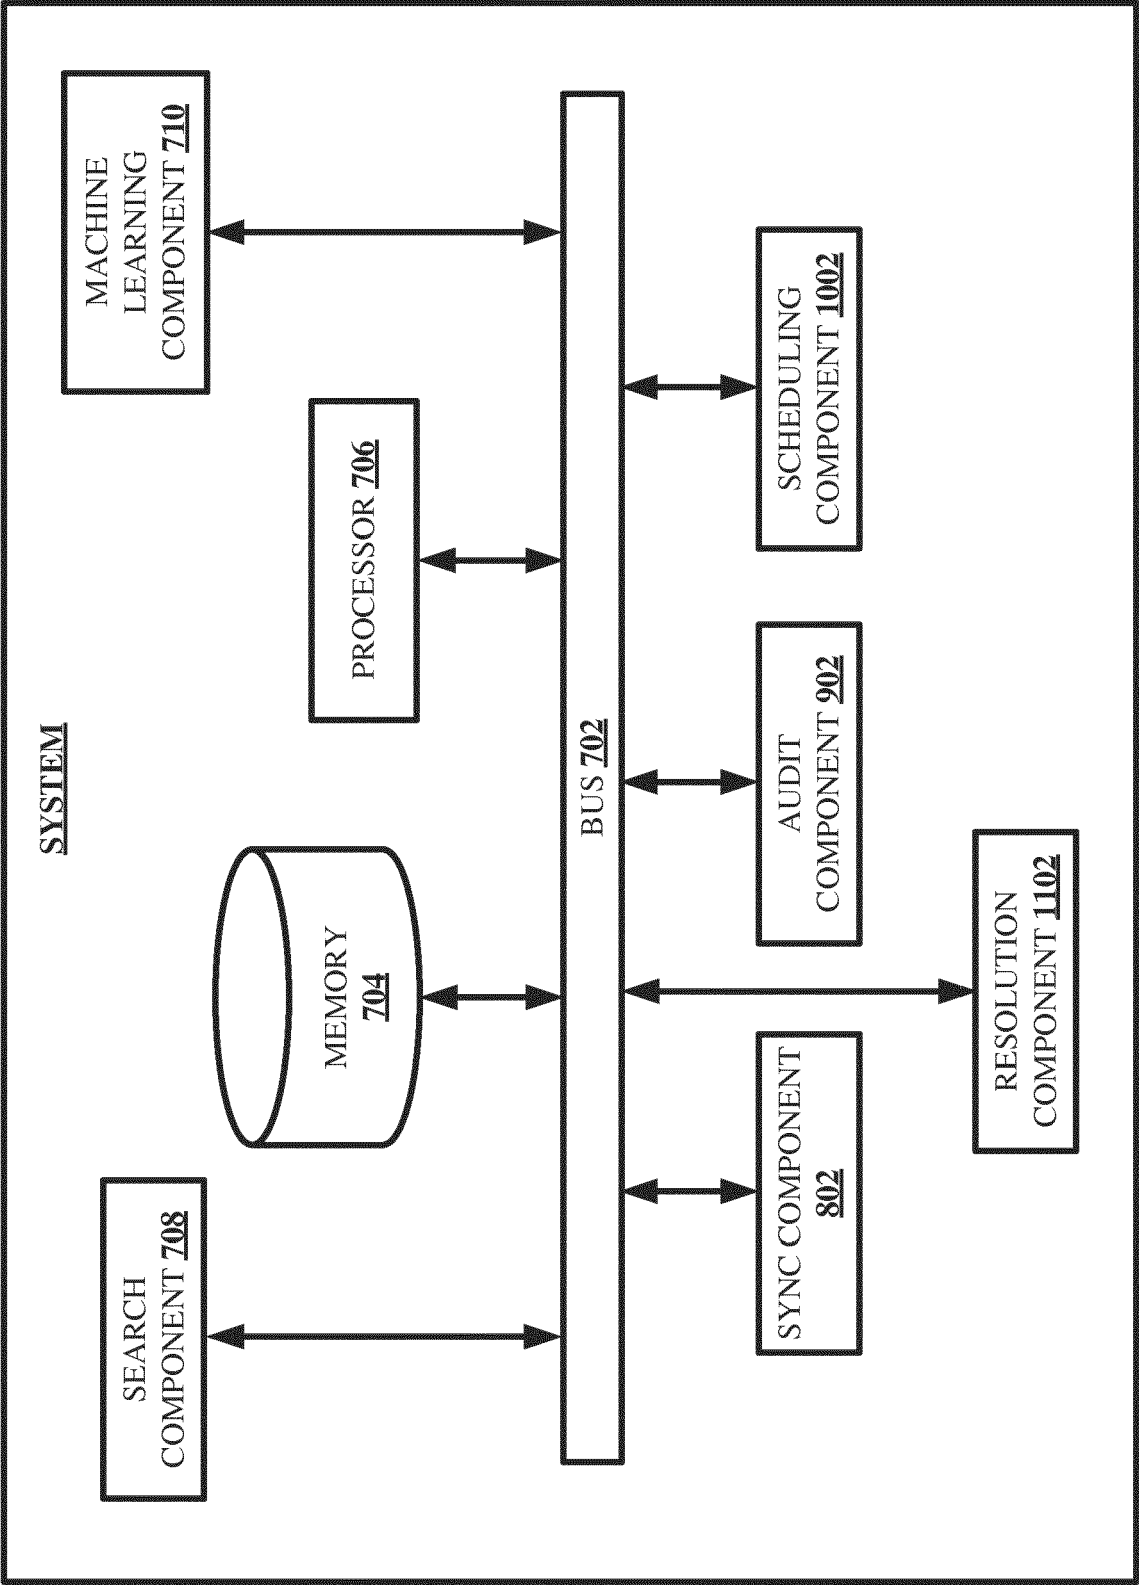 SYSTEM
SEARCH
COMPONENT 708
MEMORY
704
PROCESSOR 706
MACHINE
LEARNING
COMPONENT 710
BUS 702
SYNC COMPONENT
802
AUDIT
COMPONENT 902
SCHEDULING
COMPONENT 1002
RESOLUTION
COMPONENT 1102